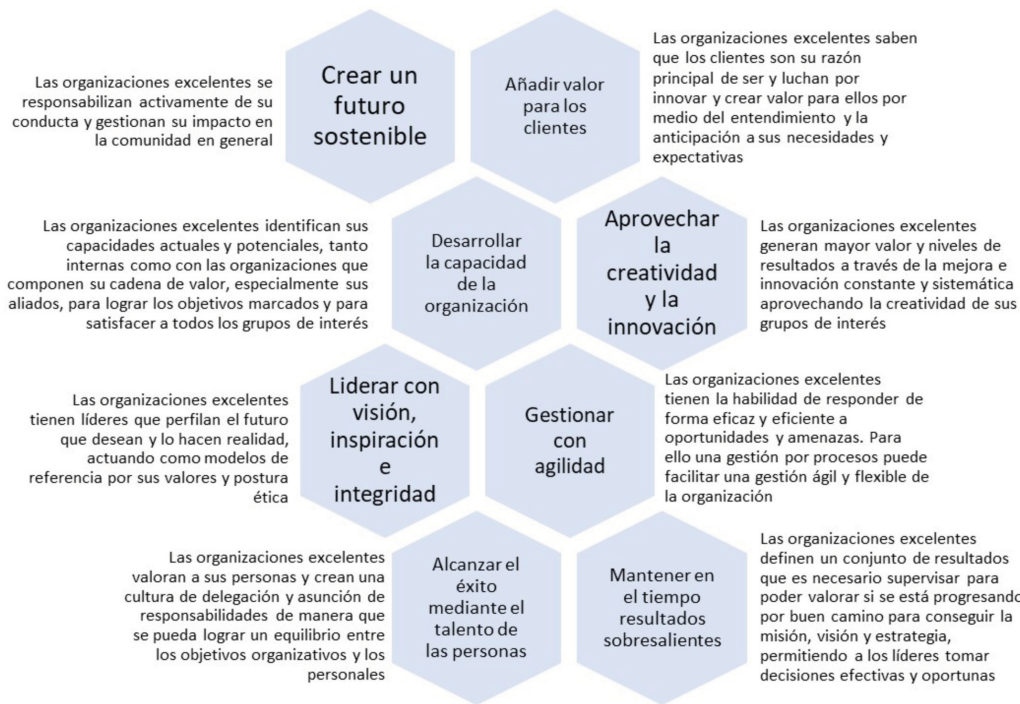 Las organizaciones excelentes se
responsabilizan activamente de su
conducta y gestionan su impacto en
la comunidad en general
Crear un
futuro
sostenible
Añadir valor
para los
clientes
Las organizaciones excelentes saben
que los clientes son su razón
principal de ser y luchan por
innovar y crear valor para ellos por
medio del entendimiento y la
anticipación a sus necesidades y
expectativas
Las organizaciones excelentes identifican sus
capacidades actuales y potenciales, tanto
internas como con las organizaciones que
componen su cadena de valor, especialmente sus
aliados, para lograr los objetivos marcados y para
satisfacer a todos los grupos de interés
Desarrollar
la capacidad
de la
organización
Aprovechar
la
creatividad
y la
innovación
Las organizaciones excelentes
generan mayor valor y niveles de
resultados a través de la mejora e
innovación constante y sistemática
aprovechando la creatividad de sus
grupos de interés
Las organizaciones excelentes
tienen líderes que perfilan el futuro
que desean y lo hacen realidad,
actuando como modelos de
referencia por sus valores y postura
ética
Liderar con
visión,
inspiración
e
integridad
Gestionar
con
agilidad
Las organizaciones excelentes
tienen la habilidad de responder de
forma eficaz y eficiente a
oportunidades y amenazas. Para
ello una gestión por procesos puede
facilitar una gestión ágil y flexible de
la organización
Las organizaciones excelentes
valoran a sus personas y crean una
cultura de delegación y asunción de
responsabilidades de manera que
se pueda lograr un equilibrio entre
los objetivos organizativos y los
personales
Alcanzar el
éxito
mediante el
talento de
las personas
Mantener en
el tiempo
resultados
sobresalientes
Las organizaciones excelentes
definen un conjunto de resultados
que es necesario supervisar para
poder valorar si se está progresando
por buen camino para conseguir la
misión, visión y estrategia,
permitiendo a los líderes tomar
decisiones efectivas y oportunas